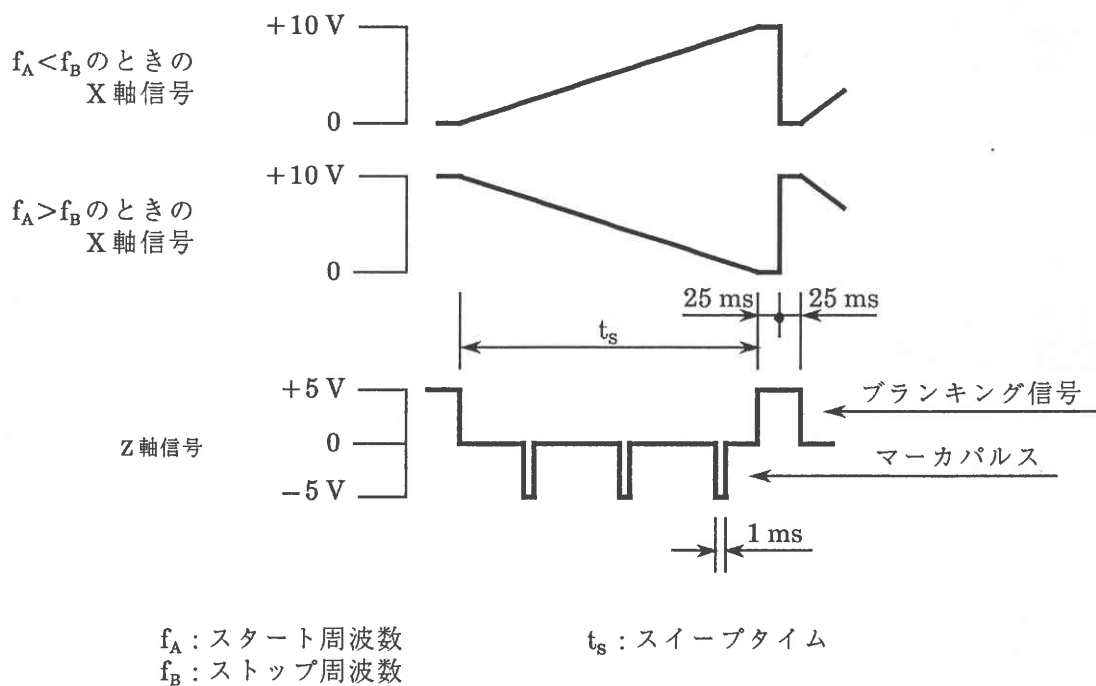 +10 V
f_A<f_Bのときの
X 軸信号
0
+10 V
f_A>f_Bのときの
X 軸信号
0
25 ms
25 ms
t_s
+5 V
ブランキング信号
Z 軸信号
0
マーカパルス
−5 V
1 ms
f_A : スタート周波数
t_s : スイープタイム
f_B : ストップ周波数